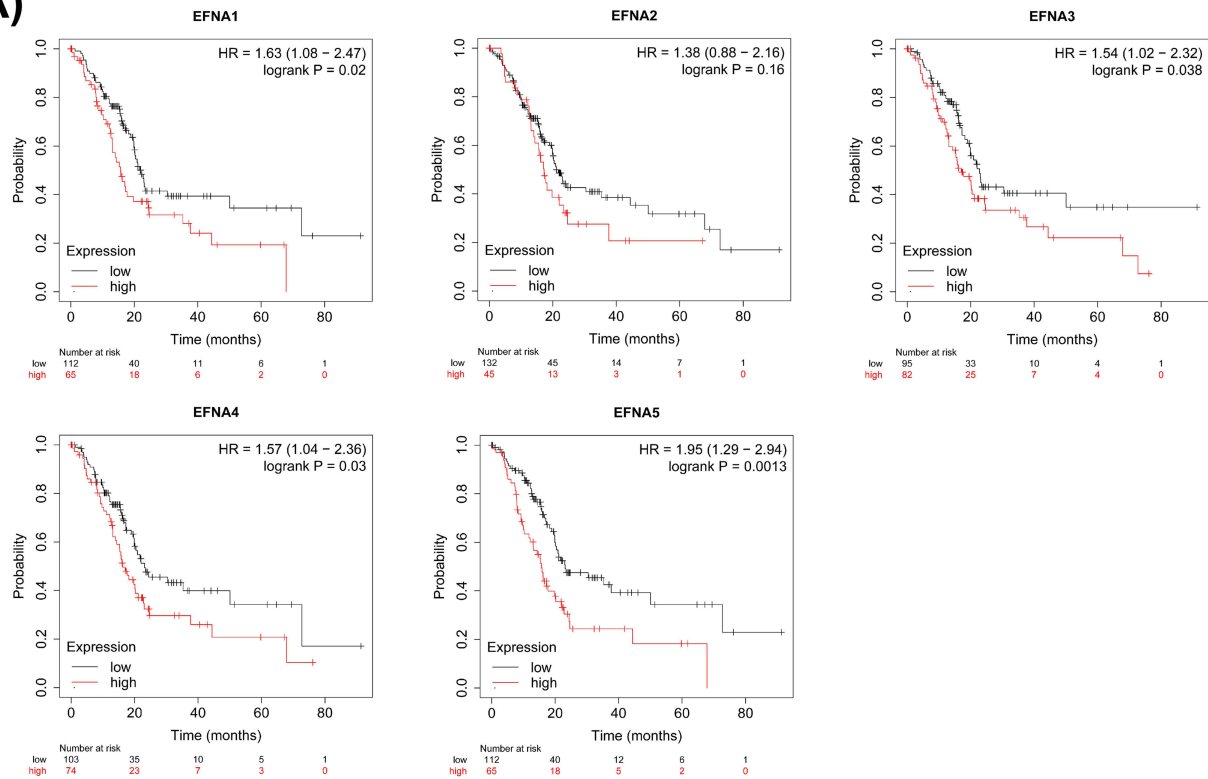 A)
EFNA1
HR = 1.63 (1.08 − 2.47)
logrank P = 0.02
Probability
1.0
0.8
0.6
0.4
0.2
0.0
Expression
low
high
0 20 40 60 80
Time (months)
Number at risk
low 112 40 11 6 1
high 65 18 6 2 0
EFNA2
HR = 1.38 (0.88 − 2.16)
logrank P = 0.16
Probability
1.0
0.8
0.6
0.4
0.2
0.0
Expression
low
high
0 20 40 60 80
Time (months)
Number at risk
low 132 45 14 7 1
high 45 13 3 1 0
EFNA3
HR = 1.54 (1.02 − 2.32)
logrank P = 0.038
Probability
1.0
0.8
0.6
0.4
0.2
0.0
Expression
low
high
0 20 40 60 80
Time (months)
Number at risk
low 95 33 10 4 1
high 82 25 7 4 0
EFNA4
HR = 1.57 (1.04 − 2.36)
logrank P = 0.03
Probability
1.0
0.8
0.6
0.4
0.2
0.0
Expression
low
high
0 20 40 60 80
Time (months)
Number at risk
low 103 35 10 5 1
high 74 23 7 3 0
EFNA5
HR = 1.95 (1.29 − 2.94)
logrank P = 0.0013
Probability
1.0
0.8
0.6
0.4
0.2
0.0
Expression
low
high
0 20 40 60 80
Time (months)
Number at risk
low 112 40 12 6 1
high 65 18 5 2 0